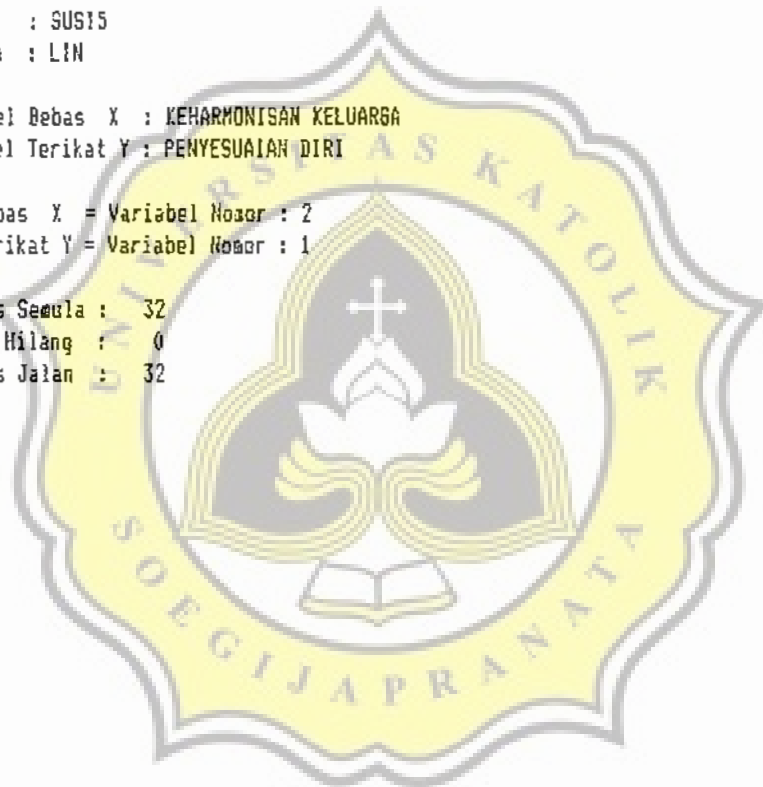 : SUS15
: LIN
el Bebas X : KEHARMONISAN KELUARGA
el Terikat Y : PENYESUAIAN DIRI
bas X = Variabel Nomor : 2
rikat Y = Variabel Nomor : 1
s Semula : 32
Hilang : 0
s Jalan : 32
UNIVERSITAS KATOLIK
SOEGIJAPRANATA